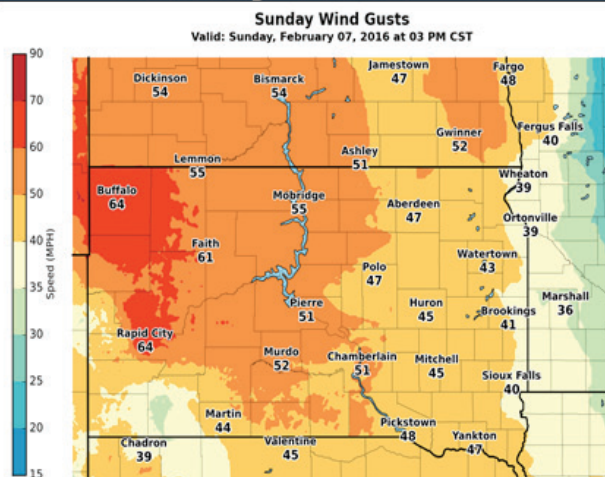 Sunday Wind Gusts
Valid: Sunday, February 07, 2016 at 03 PM CST
90
70
60
50
40
35
30
25
20
15
Speed (MPH)
Dickinson
54
Bismarck
54
Jamestown
47
Fargo
48
Gwinner
52
Fergus Falls
40
Lemmon
55
Ashley
51
Wheaton
39
Buffalo
64
Mobridge
55
Aberdeen
47
Ortonville
39
Faith
61
Watertown
43
Polo
47
Pierre
51
Huron
45
Brookings
41
Marshall
36
Rapid City
64
Murdo
52
Chamberlain
51
Mitchell
45
Sioux Falls
40
Martin
44
Pickstown
48
Chadron
39
Valentine
45
Yankton
47